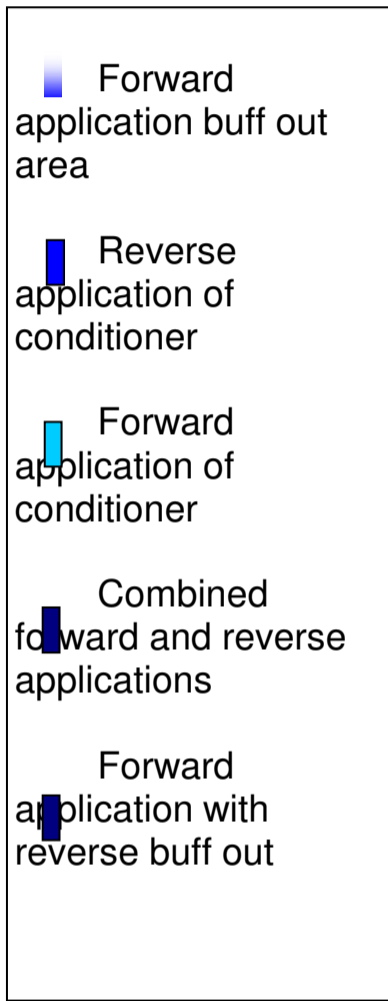 Forward
application buff out
area
Reverse
application of
conditioner
Forward
application of
conditioner
Combined
forward and reverse
applications
Forward
application with
reverse buff out